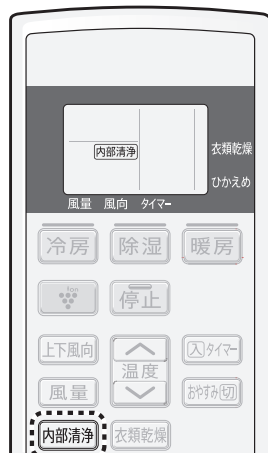 内部清浄
衣類乾燥
ひかえめ
風量 風向 タイマー
冷房 除湿 暖房
ion
停止
上下風向 温度 入タイマー
風量 おやすみ切
内部清浄 衣類乾燥